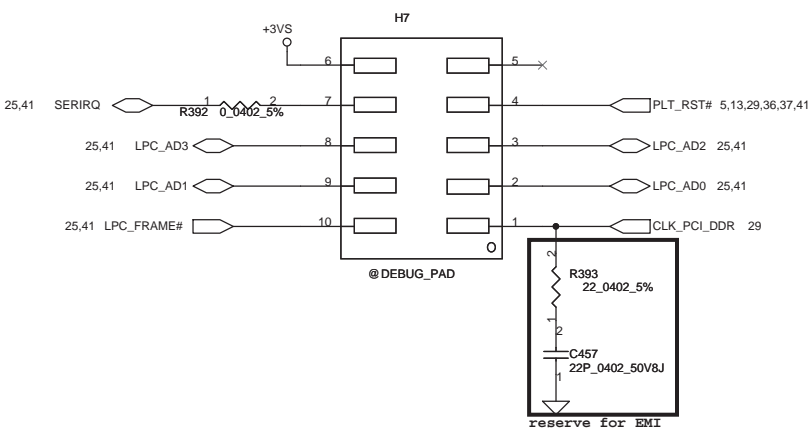 H7
+3VS
6
5
25,41 SERIRQ
1
2
7
4
PLT_RST# 5,13,29,36,37,41
R392 0_0402_5%
25,41 LPC_AD3
8
3
LPC_AD2 25,41
25,41 LPC_AD1
9
2
LPC_AD0 25,41
25,41 LPC_FRAME#
10
1
CLK_PCI_DDR 29
@DEBUG_PAD
2
R393
22_0402_5%
1
2
C457
22P_0402_50V8J
1
reserve for EMI